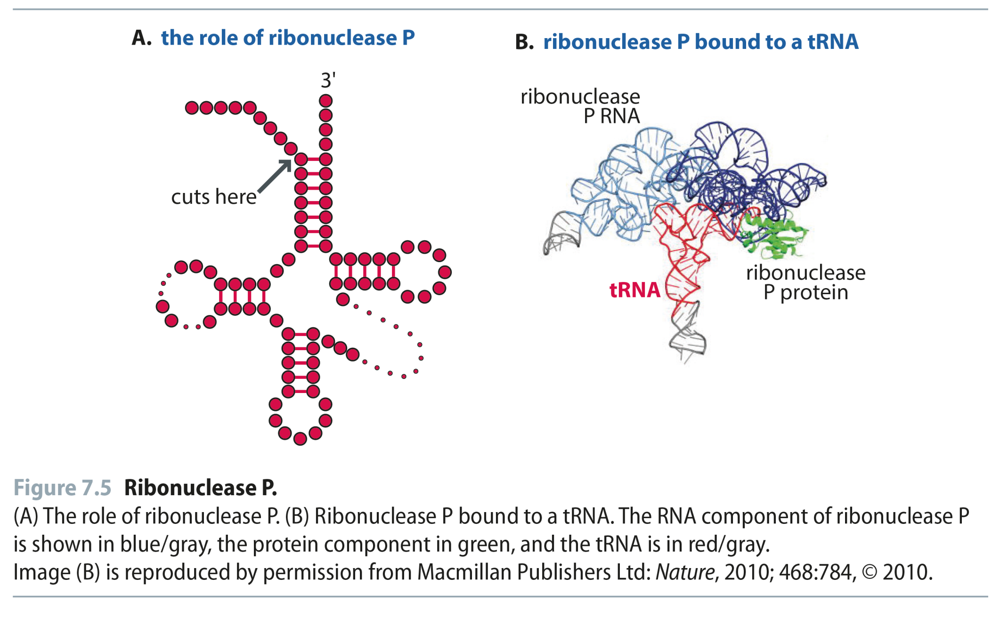 A. the role of ribonuclease P
3'
cuts here
B. ribonuclease P bound to a tRNA
ribonuclease
P RNA
tRNA
ribonuclease
P protein
Figure 7.5 Ribonuclease P.
(A) The role of ribonuclease P. (B) Ribonuclease P bound to a tRNA. The RNA component of ribonuclease P
is shown in blue/gray, the protein component in green, and the tRNA is in red/gray.
Image (B) is reproduced by permission from Macmillan Publishers Ltd: Nature, 2010; 468:784, © 2010.